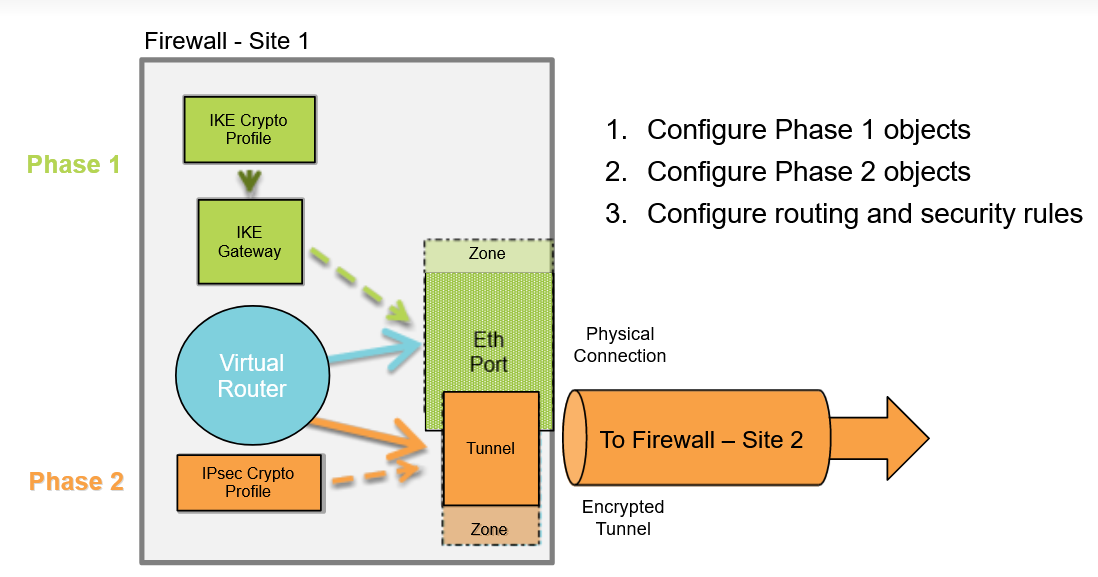 Firewall - Site 1
IKE Crypto
Profile
Phase 1
IKE
Gateway
Zone
Eth
Port
Virtual
Router
Tunnel
IPsec Crypto
Profile
Phase 2
Zone
1. Configure Phase 1 objects
2. Configure Phase 2 objects
3. Configure routing and security rules
Physical
Connection
To Firewall – Site 2
Encrypted
Tunnel